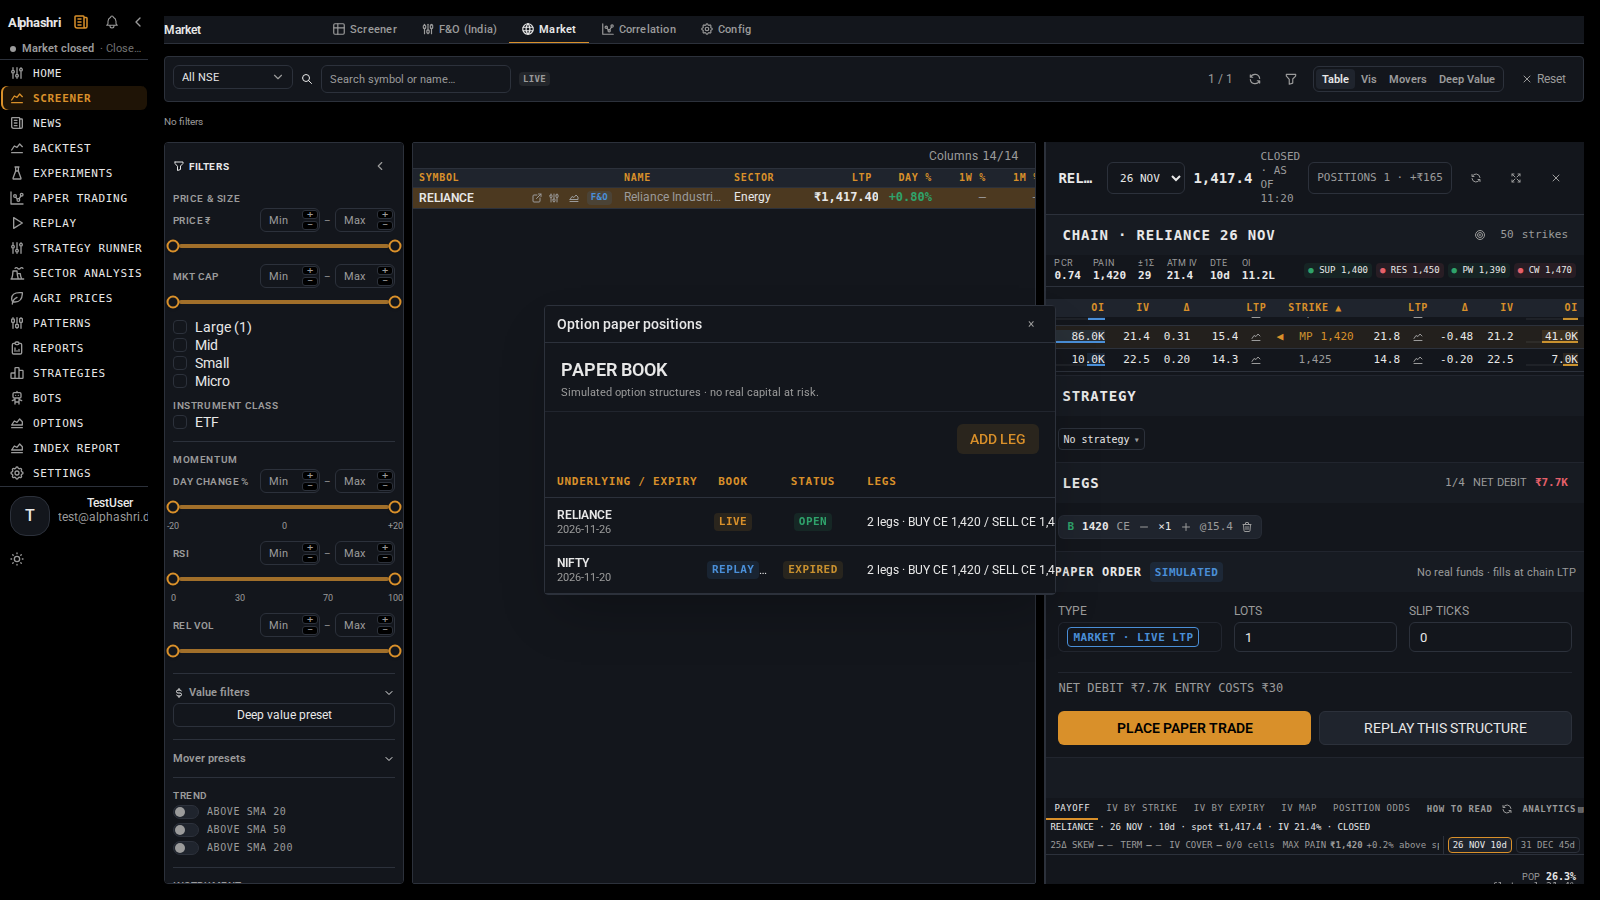 Alphashri
Market closed · Close...
HOME
SCREENER
NEWS
BACKTEST
EXPERIMENTS
PAPER TRADING
REPLAY
STRATEGY RUNNER
SECTOR ANALYSIS
AGRI PRICES
PATTERNS
REPORTS
STRATEGIES
BOTS
OPTIONS
INDEX REPORT
SETTINGS
T
TestUser
test@alphashri.d
Market
Screener
F&O (India)
Market
Correlation
Config
All NSE
Search symbol or name...
LIVE
1 / 1
Table
Vis
Movers
Deep Value
Reset
No filters
FILTERS
PRICE & SIZE
PRICE ₹ Min – Max
MKT CAP Min – Max
Large (1)
Mid
Small
Micro
INSTRUMENT CLASS
ETF
MOMENTUM
DAY CHANGE % Min – Max
-20 0 +20
RSI Min – Max
0 30 70 100
REL VOL Min – Max
$ Value filters
Deep value preset
Mover presets
TREND
ABOVE SMA 20
ABOVE SMA 50
ABOVE SMA 200
Columns 14/14
SYMBOL NAME SECTOR LTP DAY % 1W % 1M
RELIANCE F&O Reliance Industri... Energy ₹1,417.40 +0.80% —
Option paper positions ×
PAPER BOOK
Simulated option structures · no real capital at risk.
ADD LEG
UNDERLYING / EXPIRY BOOK STATUS LEGS
RELIANCE LIVE OPEN 2 legs · BUY CE 1,420 / SELL CE 1,4
2026-11-26
NIFTY REPLAY ... EXPIRED 2 legs · BUY CE 1,420 / SELL CE 1,4
2026-11-20
REL...
26 NOV
1,417.4
CLOSED
· AS
OF
11:20
POSITIONS 1 · +₹165
CHAIN · RELIANCE 26 NOV
50 strikes
PCR PAIN ±1Σ ATM IV DTE OI
0.74 1,420 29 21.4 10d 11.2L
SUP 1,400 RES 1,450 PW 1,390 CW 1,470
OI IV Δ LTP STRIKE ▲ LTP Δ IV OI
86.0K 21.4 0.31 15.4 ◀ MP 1,420 21.8 -0.48 21.2 41.0K
10.0K 22.5 0.20 14.3 1,425 14.8 -0.20 22.5 7.0K
STRATEGY
No strategy ▾
LEGS
1/4 NET DEBIT ₹7.7K
B 1420 CE — ×1 + @15.4
PAPER ORDER SIMULATED
No real funds · fills at chain LTP
TYPE LOTS SLIP TICKS
MARKET · LIVE LTP 1 0
NET DEBIT ₹7.7K ENTRY COSTS ₹30
PLACE PAPER TRADE
REPLAY THIS STRUCTURE
PAYOFF IV BY STRIKE IV BY EXPIRY IV MAP POSITION ODDS HOW TO READ ANALYTICS
RELIANCE · 26 NOV · 10d · spot ₹1,417.4 · IV 21.4% · CLOSED
25Δ SKEW — — TERM — — IV COVER — 0/0 cells MAX PAIN ₹1,420 +0.2% above sp 26 NOV 10d 31 DEC 45d
POP 26.3%